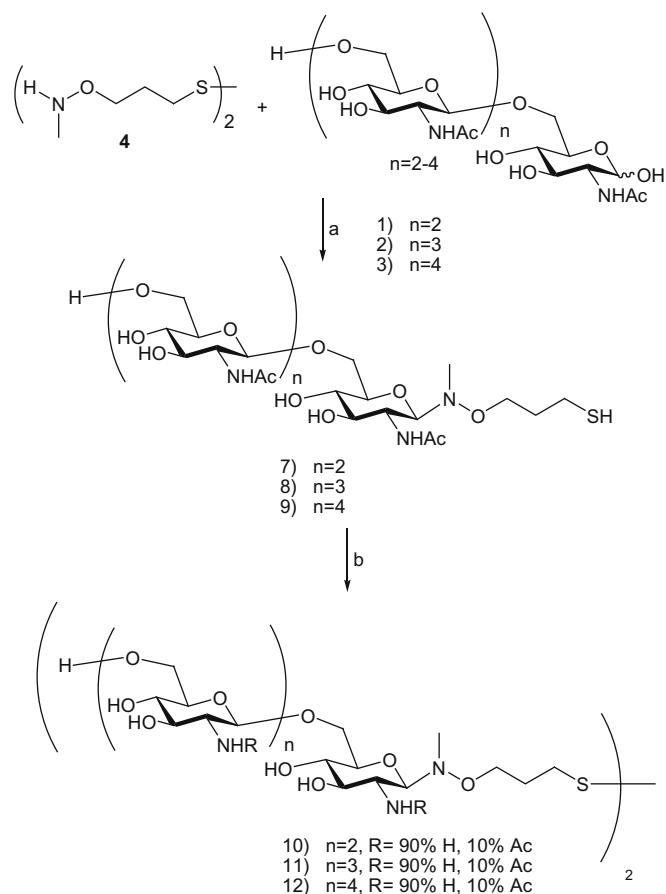 H
N
O
S
2
4
+
H
O
O
HO
HO
NHAc
n
O
n=2-4
O
HO
HO
OH
NHAc
a
1) n=2
2) n=3
3) n=4
H
O
O
HO
HO
NHAc
n
O
O
HO
HO
NHAc
N
O
SH
7) n=2
8) n=3
9) n=4
b
H
O
O
HO
HO
NHR
n
O
O
HO
HO
NHR
N
O
S
2
10) n=2, R= 90% H, 10% Ac
11) n=3, R= 90% H, 10% Ac
12) n=4, R= 90% H, 10% Ac